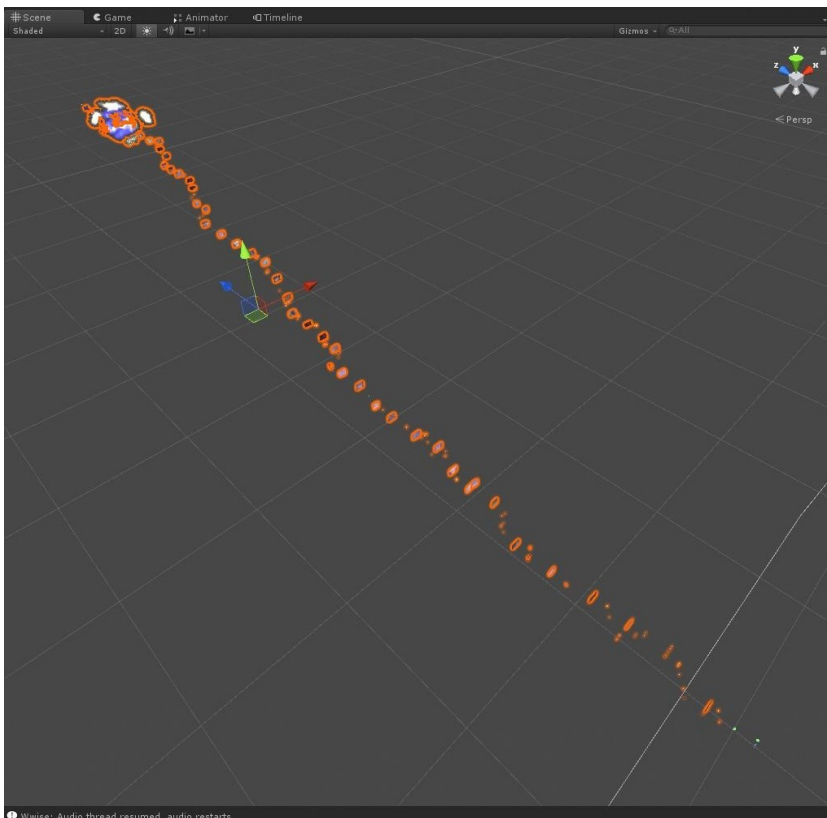 Scene Game Animator Timeline
Shaded 2D Gizmos All
y
z x
Persp
Wwise: Audio thread resumed, audio restarts